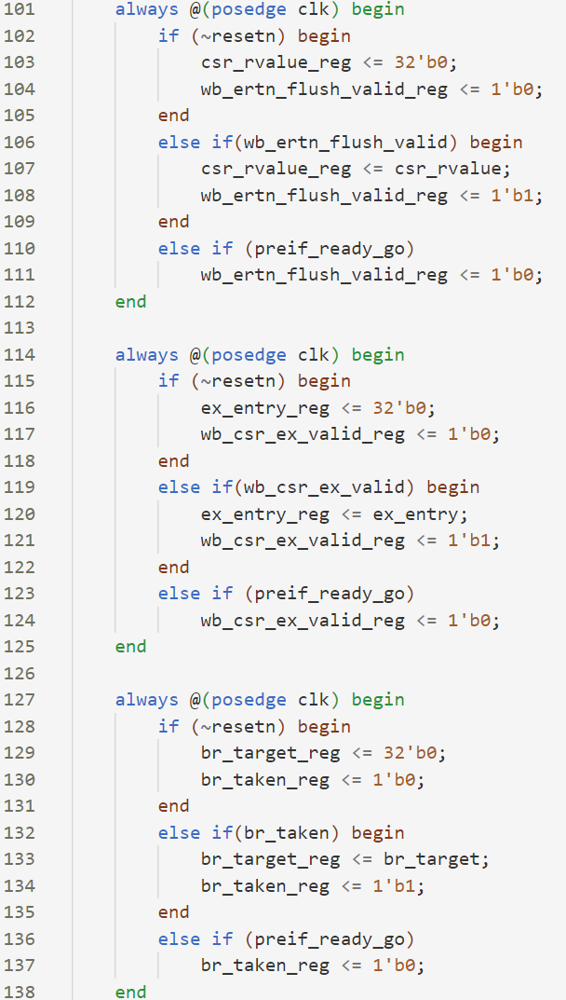 101 always @(posedge clk) begin
102 if (~resetn) begin
103 csr_rvalue_reg <= 32'b0;
104 wb_ertn_flush_valid_reg <= 1'b0;
105 end
106 else if(wb_ertn_flush_valid) begin
107 csr_rvalue_reg <= csr_rvalue;
108 wb_ertn_flush_valid_reg <= 1'b1;
109 end
110 else if (preif_ready_go)
111 wb_ertn_flush_valid_reg <= 1'b0;
112 end
113
114 always @(posedge clk) begin
115 if (~resetn) begin
116 ex_entry_reg <= 32'b0;
117 wb_csr_ex_valid_reg <= 1'b0;
118 end
119 else if(wb_csr_ex_valid) begin
120 ex_entry_reg <= ex_entry;
121 wb_csr_ex_valid_reg <= 1'b1;
122 end
123 else if (preif_ready_go)
124 wb_csr_ex_valid_reg <= 1'b0;
125 end
126
127 always @(posedge clk) begin
128 if (~resetn) begin
129 br_target_reg <= 32'b0;
130 br_taken_reg <= 1'b0;
131 end
132 else if(br_taken) begin
133 br_target_reg <= br_target;
134 br_taken_reg <= 1'b1;
135 end
136 else if (preif_ready_go)
137 br_taken_reg <= 1'b0;
138 end